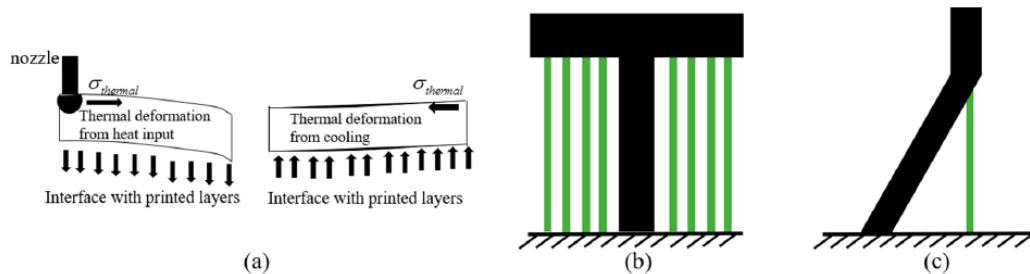 nozzle
σthermal
Thermal deformation
from heat input
Interface with printed layers
σthermal
Thermal deformation
from cooling
Interface with printed layers
(a)
(b)
(c)